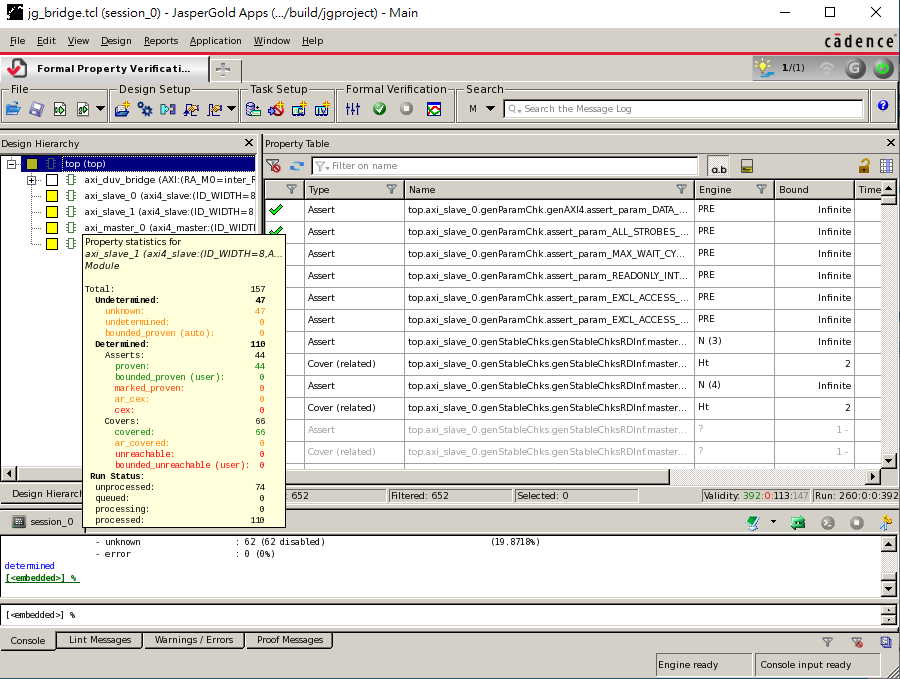 jg_bridge.tcl (session_0) - JasperGold Apps (.../build/jgproject) - Main
File Edit View Design Reports Application Window Help
cādence
Formal Property Verificati...
1/(1)
File Design Setup Task Setup Formal Verification Search
M Search the Message Log
Design Hierarchy
Property Table
top (top)
Filter on name
a.b
axi_duv_bridge (AXI:(RA_M0=inter_R
axi_slave_0 (axi4_slave:(ID_WIDTH=8
axi_slave_1 (axi4_slave:(ID_WIDTH=8
axi_master_0 (axi4_master:(ID_WIDTI
Type Name Engine Bound Time
Assert top.axi_slave_0.genParamChk.genAXI4.assert_param_DATA_... PRE Infinite
Assert top.axi_slave_0.genParamChk.assert_param_ALL_STROBES_... PRE Infinite
Assert top.axi_slave_0.genParamChk.assert_param_MAX_WAIT_CY... PRE Infinite
Assert top.axi_slave_0.genParamChk.assert_param_READONLY_INT... PRE Infinite
Assert top.axi_slave_0.genParamChk.assert_param_EXCL_ACCESS_... PRE Infinite
Assert top.axi_slave_0.genParamChk.assert_param_EXCL_ACCESS_... PRE Infinite
Assert top.axi_slave_0.genStableChks.genStableChksRDInf.master... N (3) Infinite
Cover (related) top.axi_slave_0.genStableChks.genStableChksRDInf.master... Ht 2
Assert top.axi_slave_0.genStableChks.genStableChksRDInf.master... N (4) Infinite
Cover (related) top.axi_slave_0.genStableChks.genStableChksRDInf.master... Ht 2
Assert top.axi_slave_0.genStableChks.genStableChksRDInf.master... ? 1 -
Cover (related) top.axi_slave_0.genStableChks.genStableChksRDInf.master... ? 1 -
Property statistics for
axi_slave_1 (axi4_slave:(ID_WIDTH=8,A...
Module
Total: 157
Undetermined: 47
unknown: 47
undetermined: 0
bounded_proven (auto): 0
Determined: 110
Asserts: 44
proven: 44
bounded_proven (user): 0
marked_proven: 0
ar_cex: 0
cex: 0
Covers: 66
covered: 66
ar_covered: 0
unreachable: 0
bounded_unreachable (user): 0
Run Status:
unprocessed: 74
queued: 0
processing: 0
processed: 110
Design Hierarch
: 652 Filtered: 652 Selected: 0 Validity: 392:0:113:147 Run: 260:0:0:392
session_0
- unknown : 62 (62 disabled) (19.8718%)
- error : 0 (0%)
determined
[<embedded>] %
[<embedded>] %
Console Lint Messages Warnings / Errors Proof Messages
Engine ready Console input ready